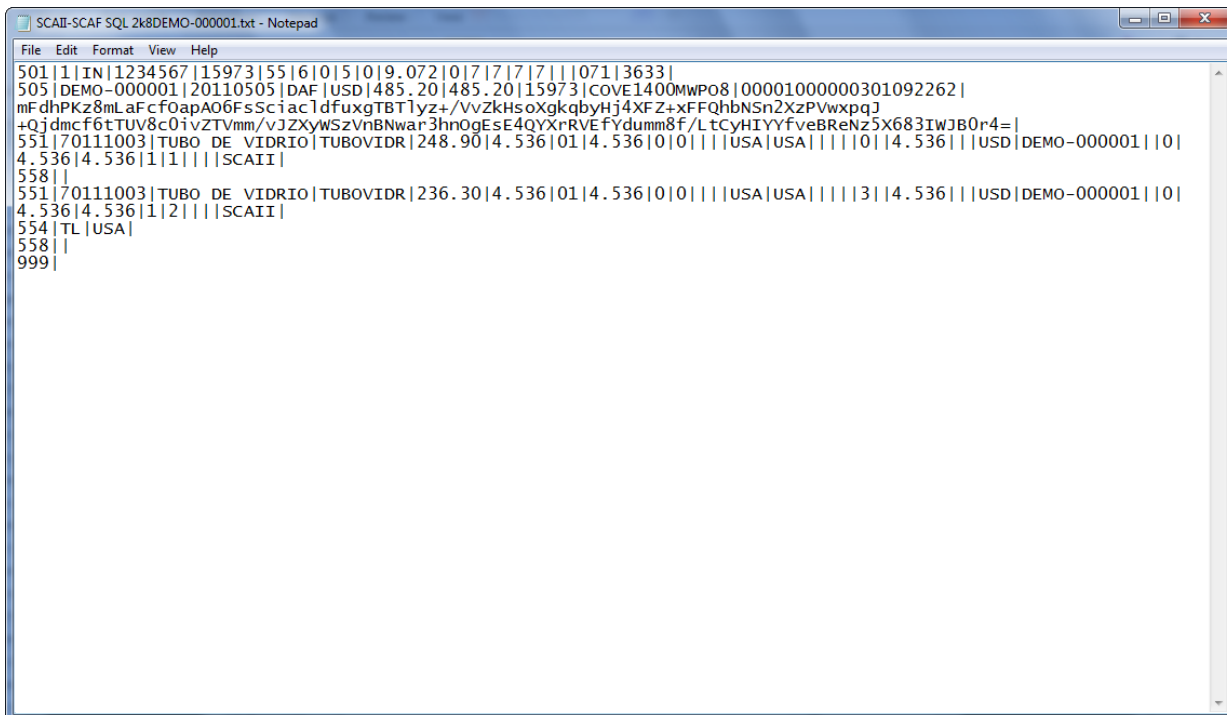 SCAII-SCAF SQL 2k8DEMO-000001.txt - Notepad
File Edit Format View Help
501|1|IN|1234567|15973|55|6|0|5|0|9.072|0|7|7|7|7|||071|3633|
505|DEMO-000001|20110505|DAF|USD|485.20|485.20|15973|COVE1400MWPO8|00001000000301092262|
mFdhPKz8mLaFcfOapAO6FsSciacldfuxgTBTlyz+/VvZkHsoXgkqbyHj4XFZ+xFFQhbNSn2XzPVwxpqJ
+Qjdmcf6tTUV8c0ivZTVmm/vJZXyWSzVnBNwar3hnOgEsE4QYXrRVEfYdumm8f/LtCyHIYYfveBReNz5X683IWJB0r4=|
551|70111003|TUBO DE VIDRIO|TUBOVIDR|248.90|4.536|01|4.536|0|0||||USA|USA|||||0||4.536|||USD|DEMO-000001||0|
4.536|4.536|1|1||||SCAII|
558||
551|70111003|TUBO DE VIDRIO|TUBOVIDR|236.30|4.536|01|4.536|0|0||||USA|USA|||||3||4.536|||USD|DEMO-000001||0|
4.536|4.536|1|2||||SCAII|
554|TL|USA|
558||
999|